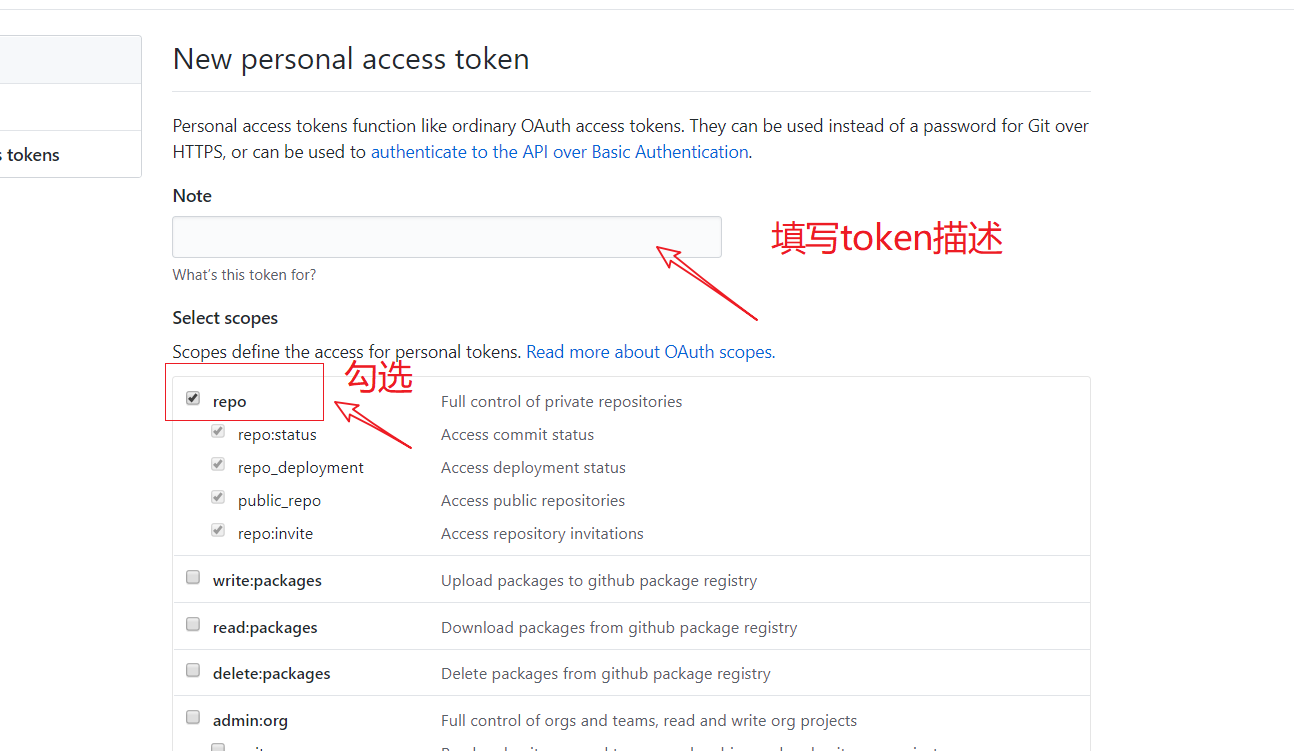 New personal access token
Personal access tokens function like ordinary OAuth access tokens. They can be used instead of a password for Git over
HTTPS, or can be used to authenticate to the API over Basic Authentication.
tokens
Note
填写token描述
What's this token for?
Select scopes
Scopes define the access for personal tokens. Read more about OAuth scopes.
勾选
repo Full control of private repositories
repo:status Access commit status
repo_deployment Access deployment status
public_repo Access public repositories
repo:invite Access repository invitations
write:packages Upload packages to github package registry
read:packages Download packages from github package registry
delete:packages Delete packages from github package registry
admin:org Full control of orgs and teams, read and write org projects